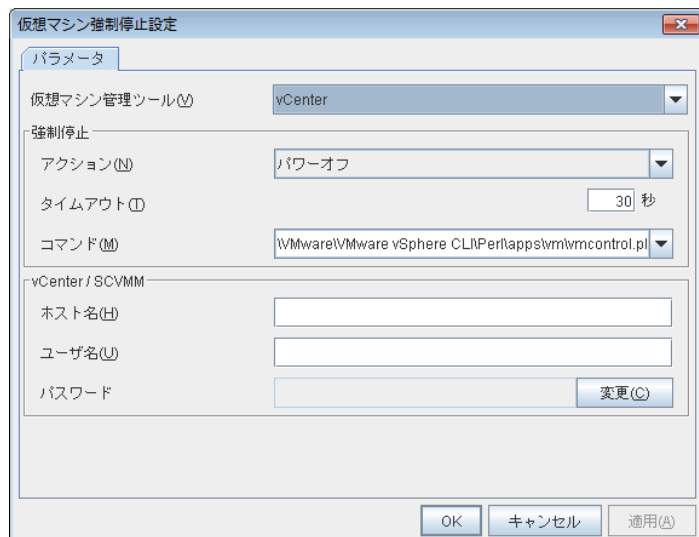 仮想マシン強制停止設定
パラメータ
仮想マシン管理ツール(V) vCenter
強制停止
アクション(N) パワーオフ
タイムアウト(T) 30 秒
コマンド(M) \VMware\VMware vSphere CLI\Perl\apps\vm\vmcontrol.pl
vCenter / SCVMM
ホスト名(H)
ユーザ名(U)
パスワード 変更(C)
OK キャンセル 適用(A)